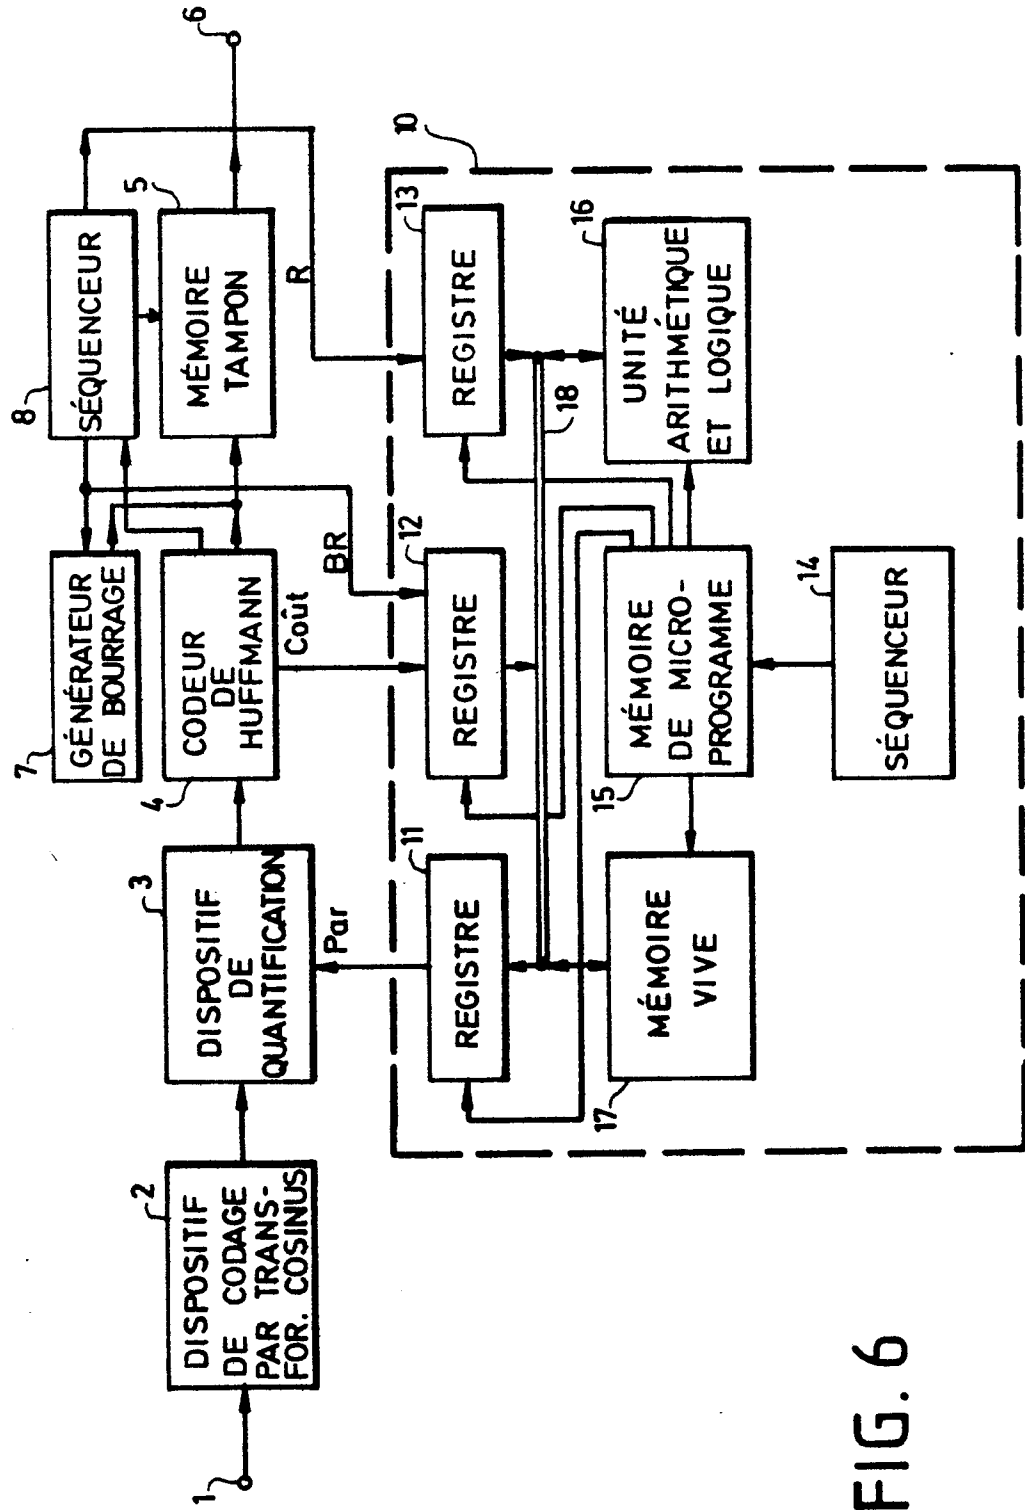 6
8
SÉQUENCEUR
5
MÉMOIRE
TAMPON
7
GÉNÉRATEUR
DE BOURRAGE
4
CODEUR
DE
HUFFMANN
3
DISPOSITIF
DE
QUANTIFICATION
2
DISPOSITIF
DE CODAGE
PAR TRANS-
FOR. COSINUS
1
R
BR
Coût
Par
10
11
REGISTRE
12
REGISTRE
13
REGISTRE
18
17
MÉMOIRE
VIVE
15
MÉMOIRE
DE MICRO-
PROGRAMME
16
UNITÉ
ARITHMÉTIQUE
ET LOGIQUE
14
SÉQUENCEUR
FIG. 6